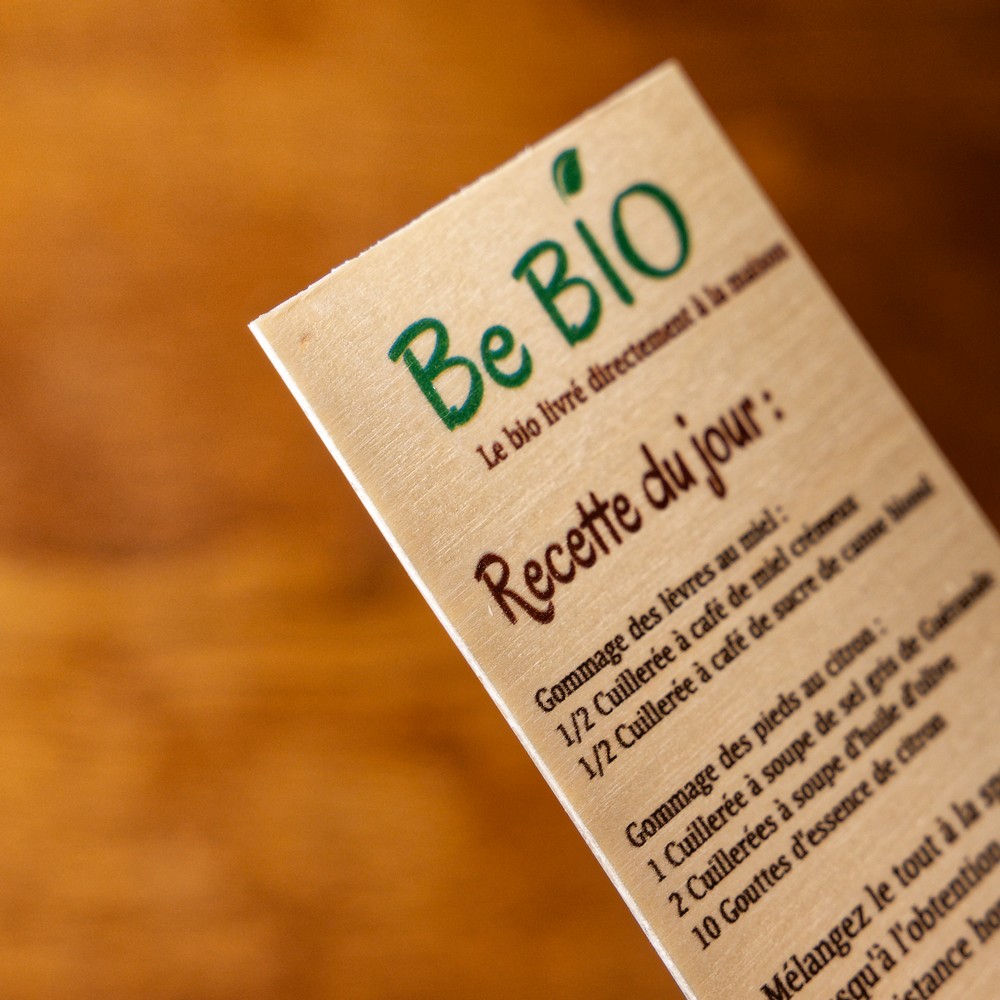 Be BIO
Le bio livré directement à la maison
Recette du jour :
Gommage des lèvres au miel :
1/2 Cuillerée à café de miel crémeux
1/2 Cuillerée à café de sucre de canne blond
Gommage des pieds au citron :
1 Cuillerée à soupe de sel gris de Guérande
2 Cuillerées à soupe d'huile d'olive
10 Gouttes d'essence de citron
Mélangez le tout à la
qu'à l'obtention